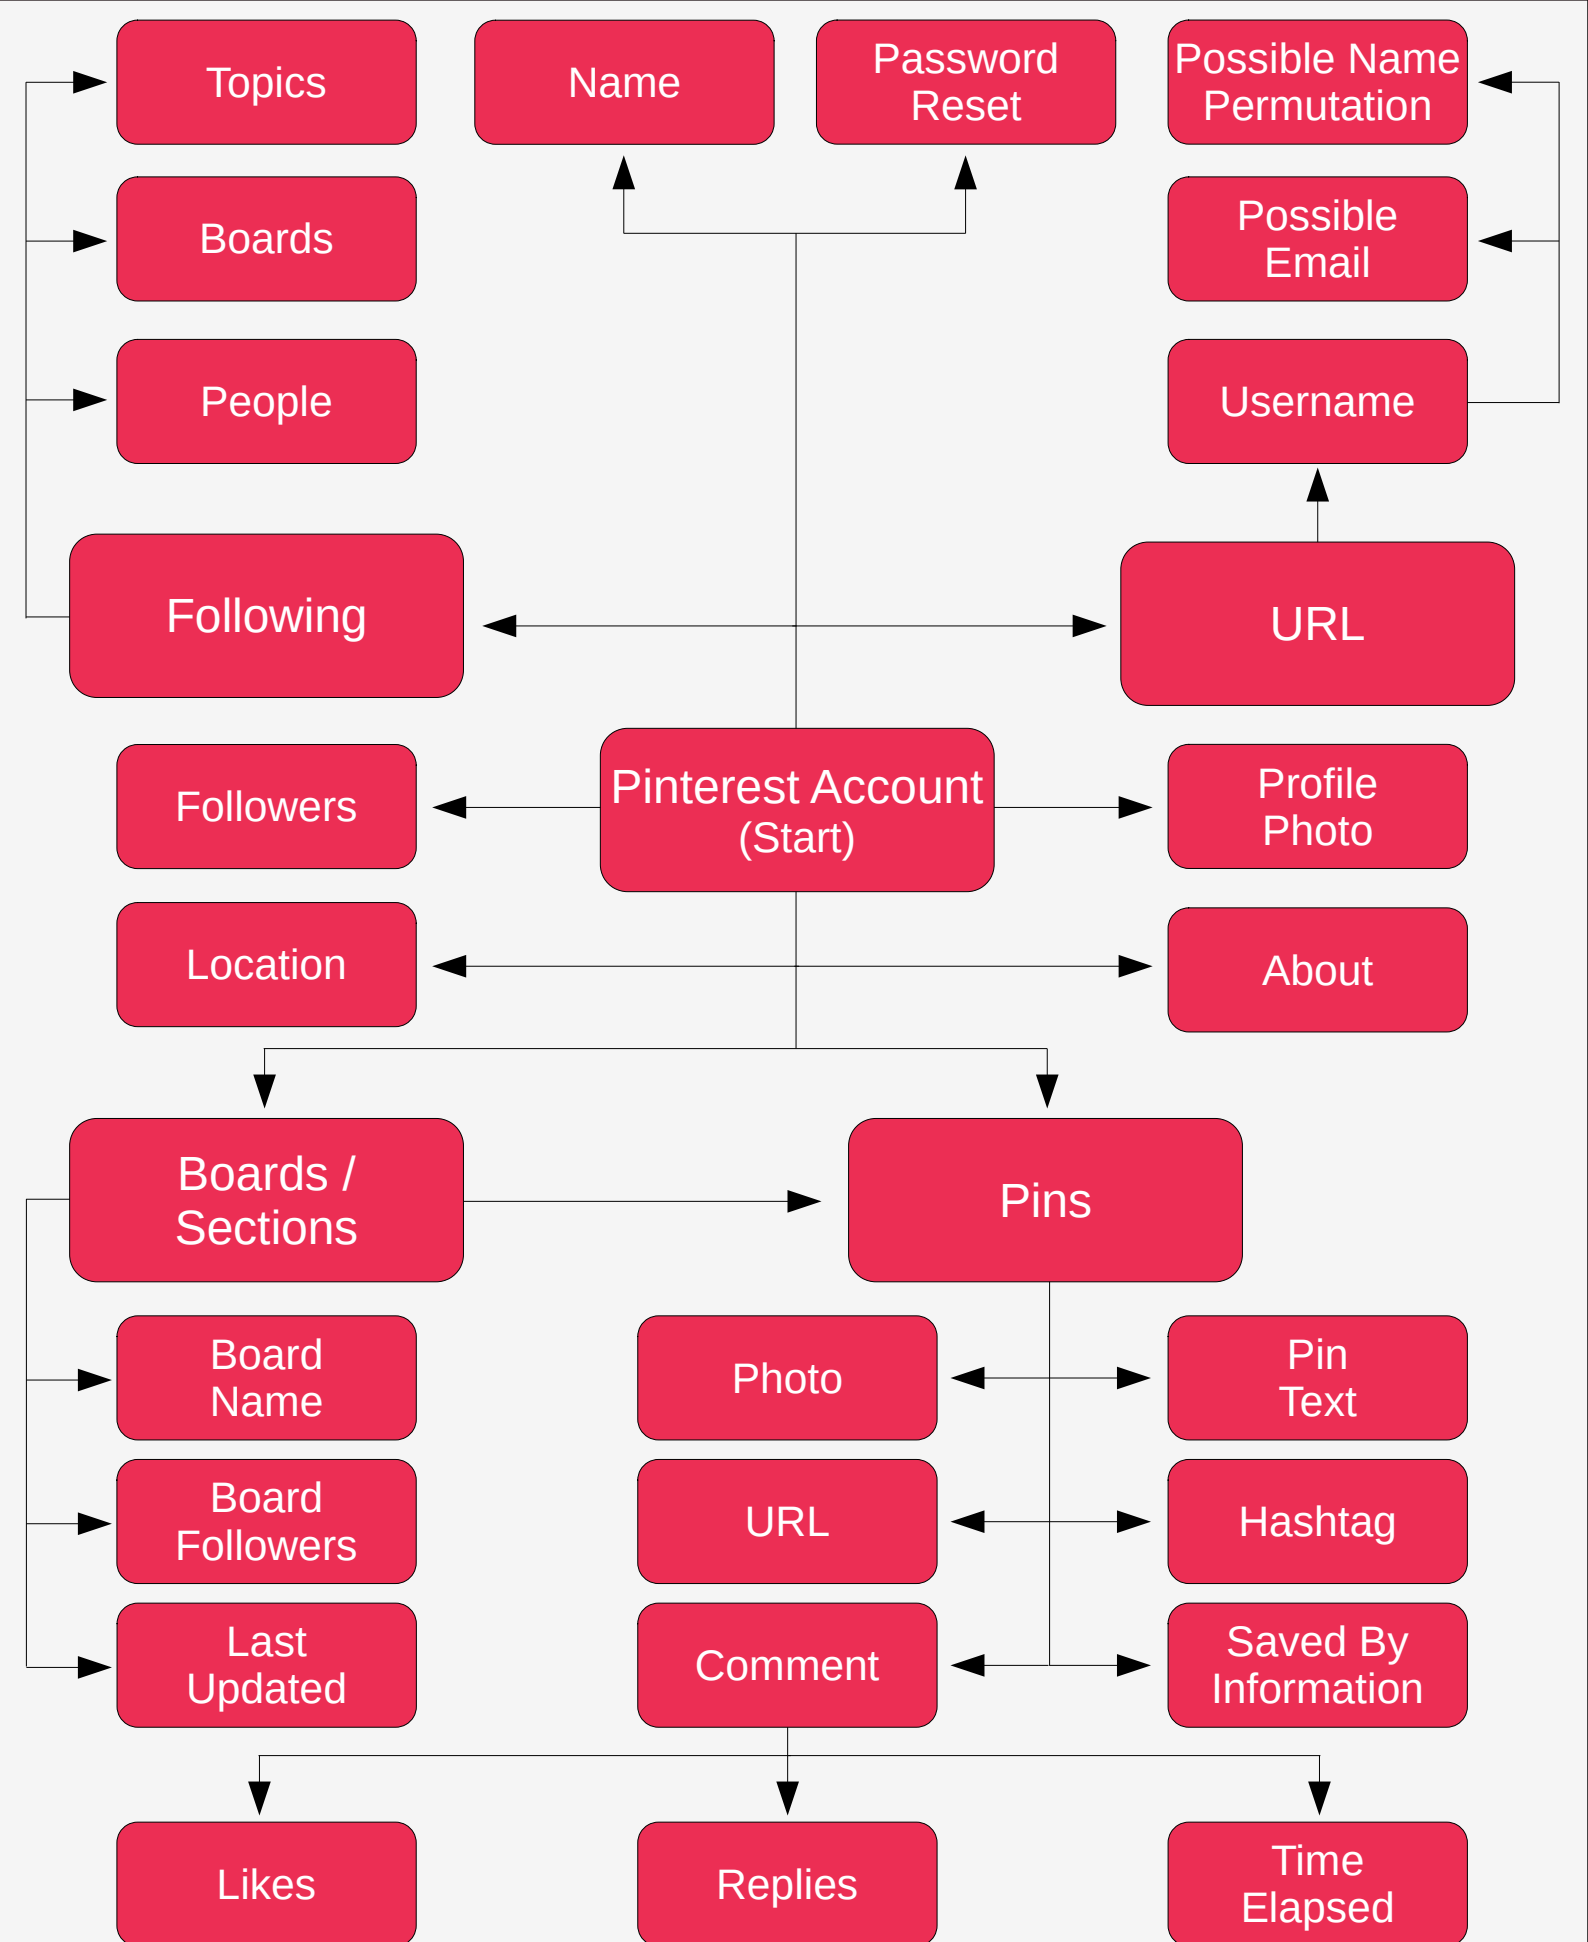 Topics
Name
Password
Reset
Possible Name
Permutation
Boards
Possible
Email
People
Username
Following
URL
Pinterest Account
(Start)
Followers
Profile
Photo
Location
About
Boards /
Sections
Pins
Board
Name
Photo
Pin
Text
Board
Followers
URL
Hashtag
Last
Updated
Comment
Saved By
Information
Likes
Replies
Time
Elapsed